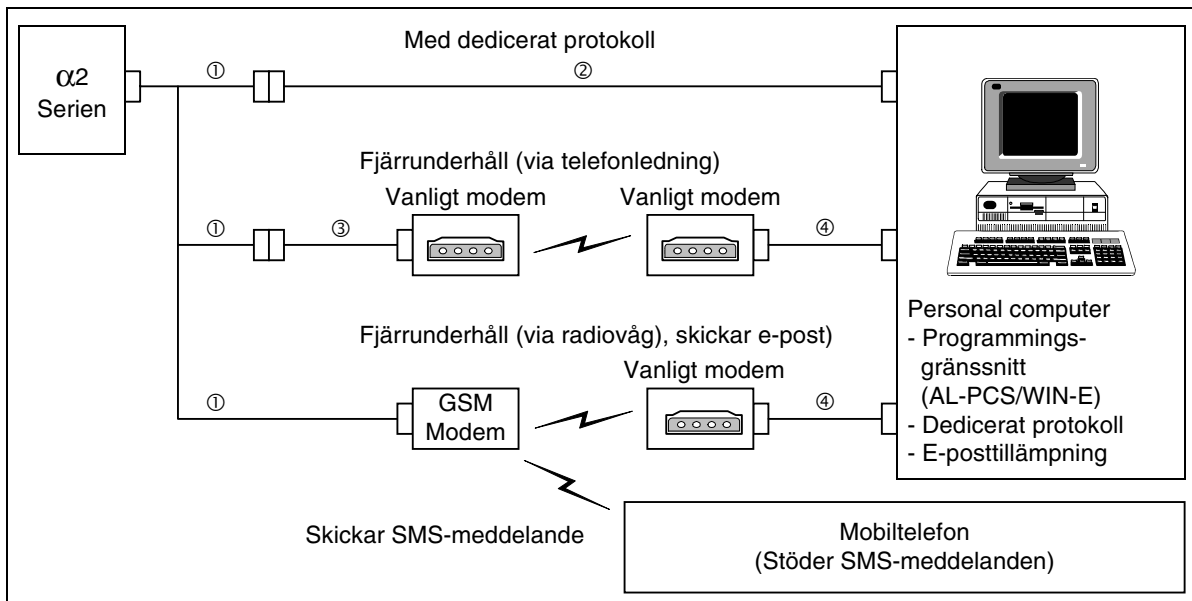 α2
Serien
Med dedicerat protokoll
①
②
Fjärrunderhåll (via telefonledning)
Vanligt modem
Vanligt modem
①
③
④
Fjärrunderhåll (via radiovåg), skickar e-post)
Vanligt modem
①
GSM
Modem
④
Skickar SMS-meddelande
Mobiltelefon
(Stöder SMS-meddelanden)
Personal computer
- Programmings-
gränssnitt
(AL-PCS/WIN-E)
- Dedicerat protokoll
- E-posttillämpning